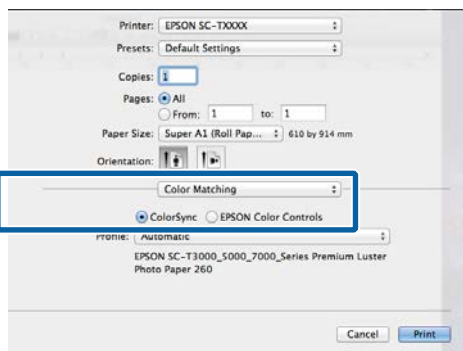 Printer: EPSON SC-TXXXX
Presets: Default Settings
Copies: 1
Pages: All
From: 1 to: 1
Paper Size: Super A1 (Roll Pap... 610 by 914 mm
Orientation:
Color Matching
ColorSync EPSON Color Controls
Profile: Automatic
EPSON SC-T3000_5000_7000_Series Premium Luster
Photo Paper 260
Cancel Print